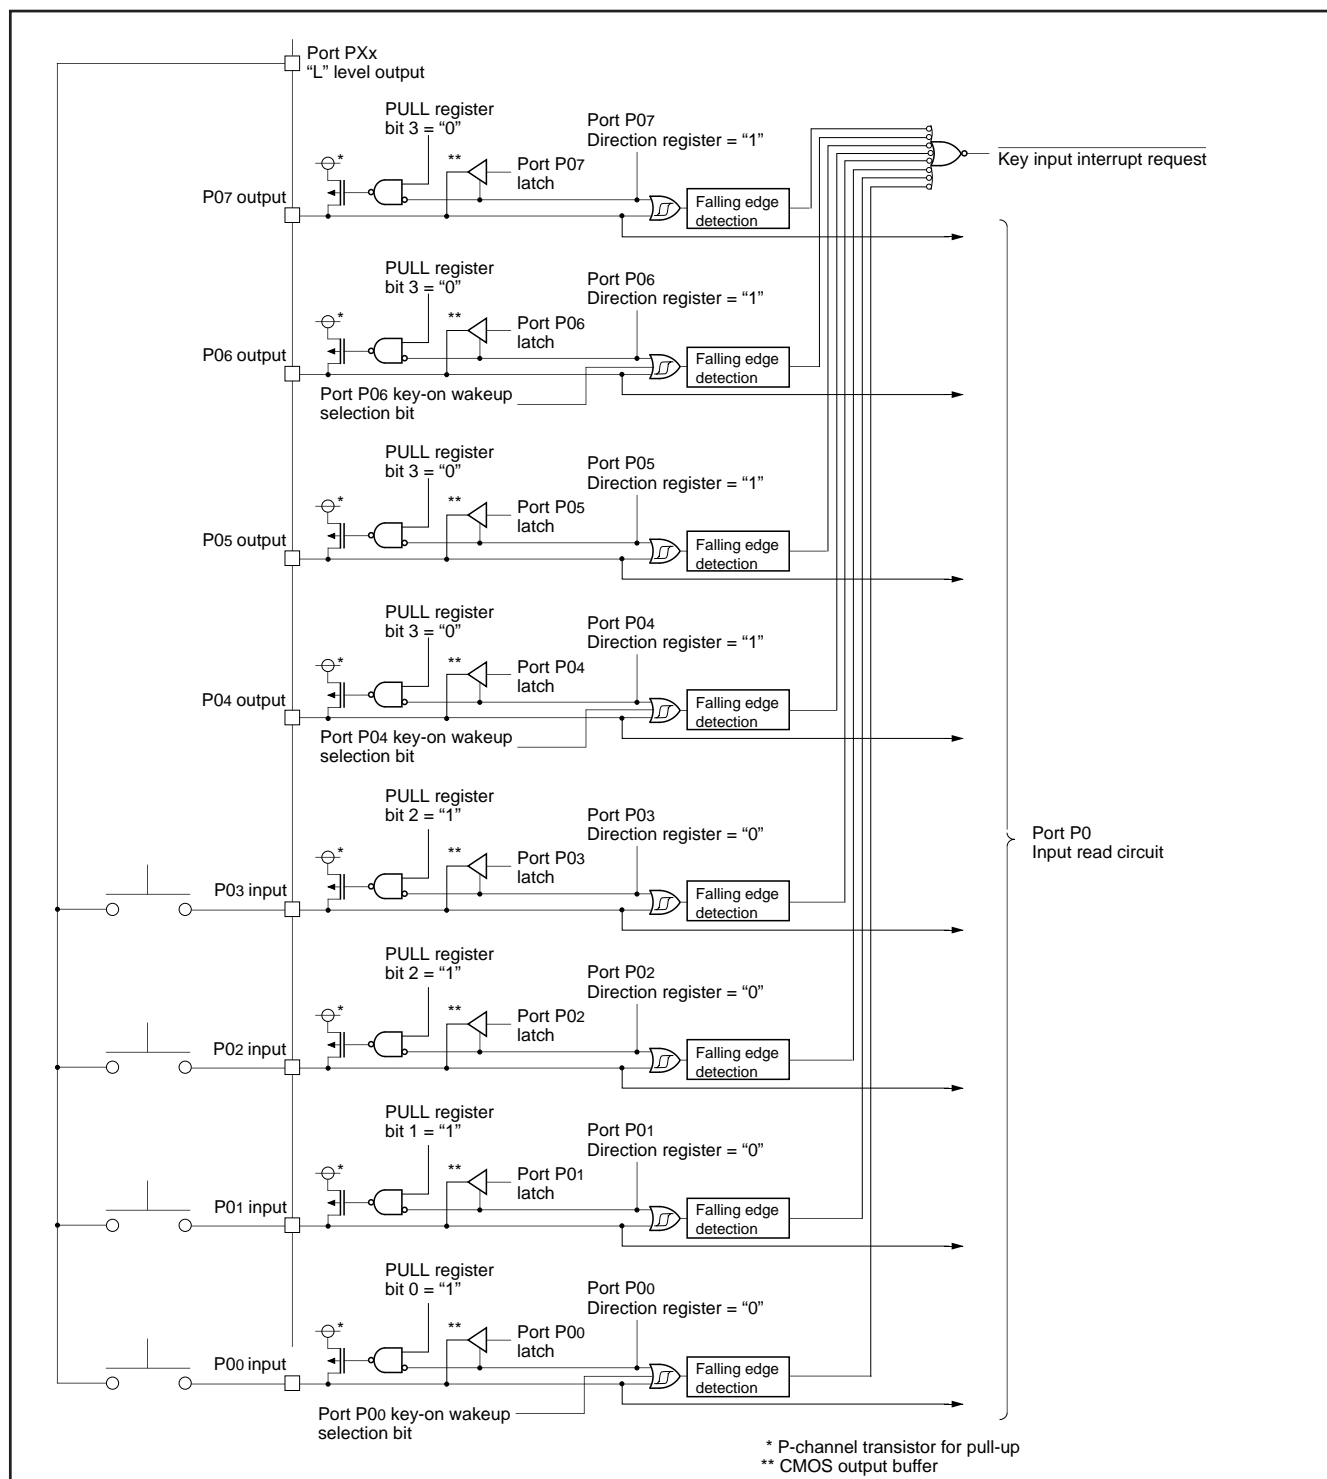 Port PXx
“L” level output
PULL register
bit 3 = “0”
Port P07
Direction register = “1”
*
**
Port P07
latch
Key input interrupt request
P07 output
Falling edge
detection
PULL register
bit 3 = “0”
Port P06
Direction register = “1”
*
**
Port P06
latch
P06 output
Falling edge
detection
Port P06 key-on wakeup
selection bit
PULL register
bit 3 = “0”
Port P05
Direction register = “1”
*
**
Port P05
latch
P05 output
Falling edge
detection
PULL register
bit 3 = “0”
Port P04
Direction register = “1”
*
**
Port P04
latch
P04 output
Falling edge
detection
Port P04 key-on wakeup
selection bit
PULL register
bit 2 = “1”
Port P03
Direction register = “0”
Port P0
Input read circuit
*
**
Port P03
latch
P03 input
Falling edge
detection
PULL register
bit 2 = “1”
Port P02
Direction register = “0”
*
**
Port P02
latch
P02 input
Falling edge
detection
PULL register
bit 1 = “1”
Port P01
Direction register = “0”
*
**
Port P01
latch
P01 input
Falling edge
detection
PULL register
bit 0 = “1”
Port P00
Direction register = “0”
*
**
Port P00
latch
P00 input
Falling edge
detection
Port P00 key-on wakeup
selection bit
* P-channel transistor for pull-up
** CMOS output buffer